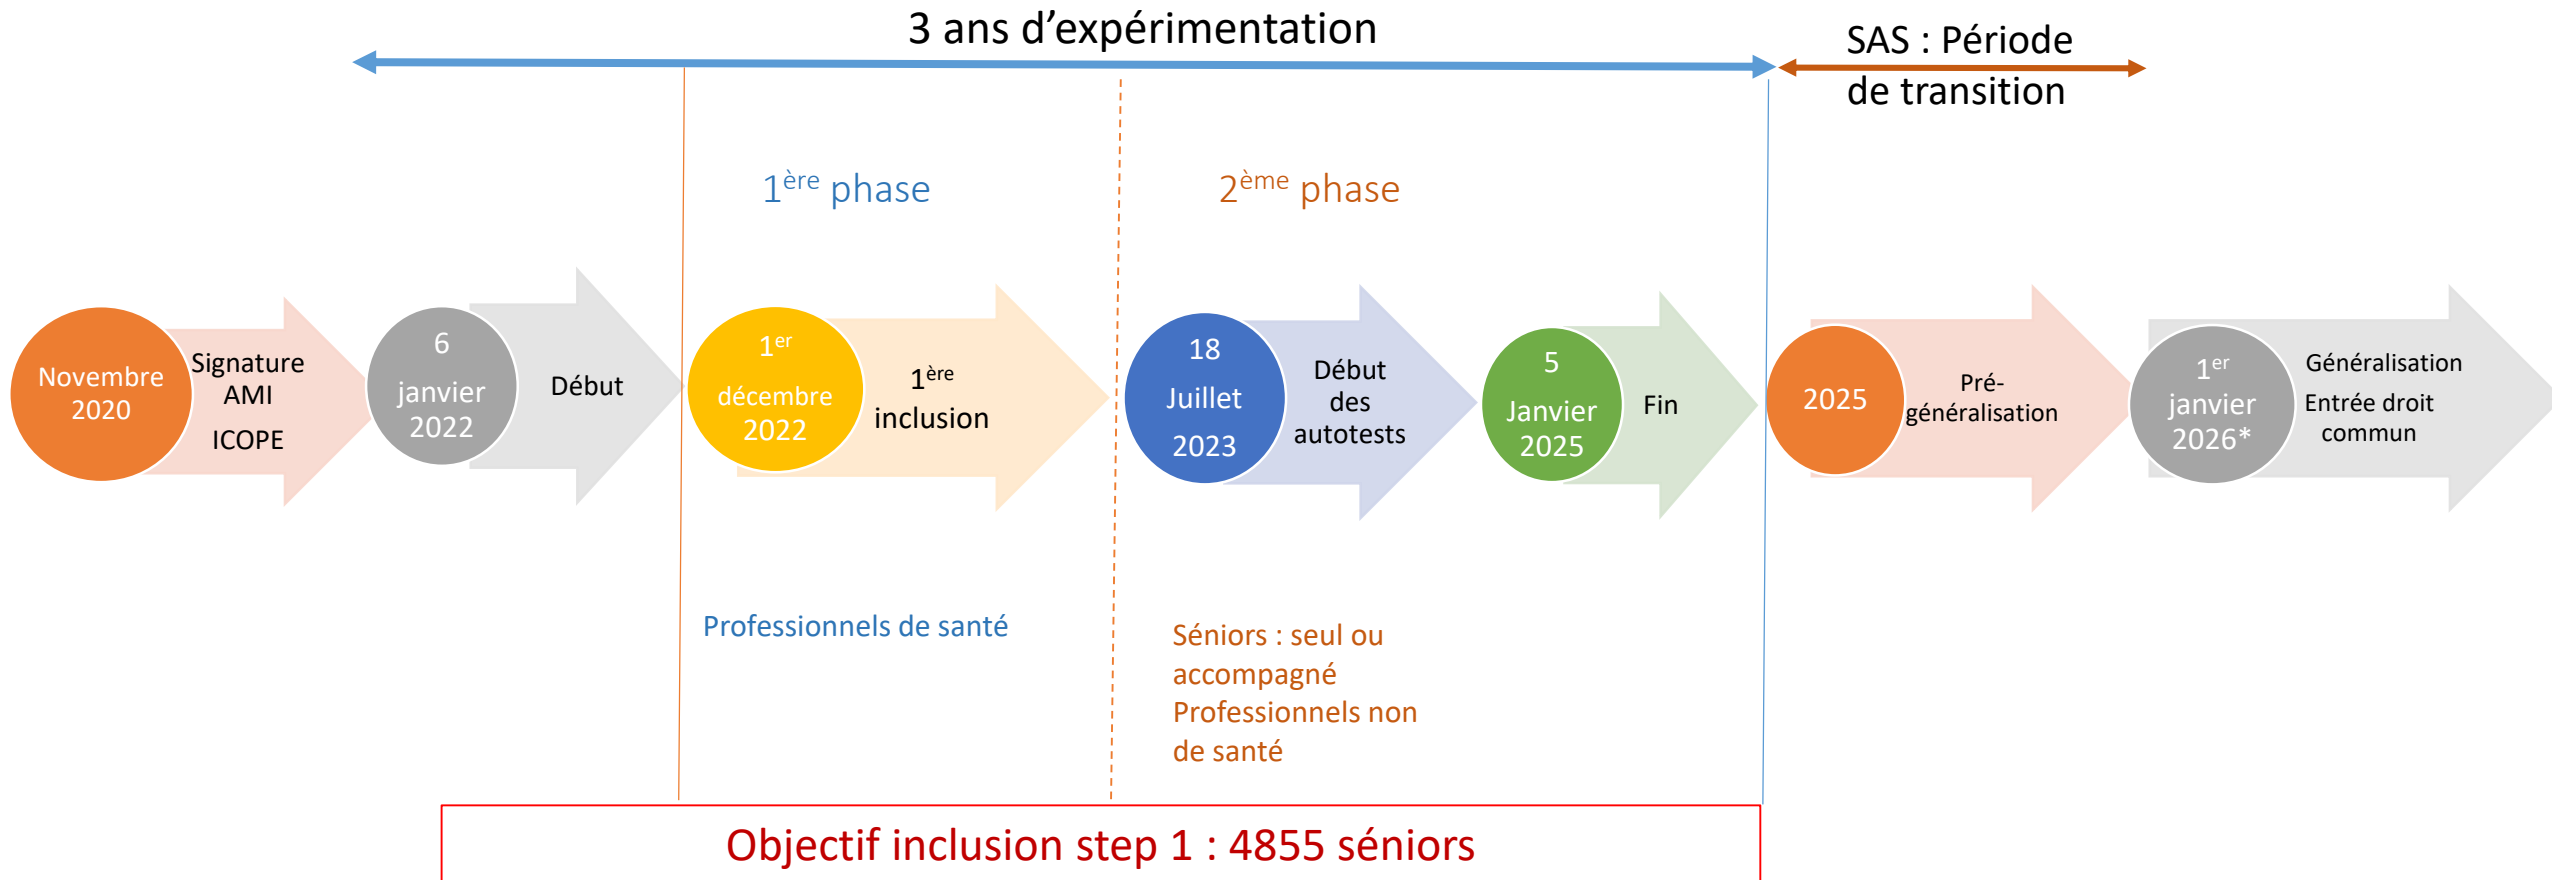 3 ans d’expérimentation
SAS : Période
de transition
1ère phase
2ème phase
Novembre
2020
Signature
AMI
ICOPE
6
janvier
2022
Début
1er
décembre
2022
1ère
inclusion
18
Juillet
2023
Début
des
autotests
5
Janvier
2025
Fin
2025
Pré-
généralisation
1er
janvier
2026*
Généralisation
Entrée droit
commun
Professionnels de santé
Séniors : seul ou
accompagné
Professionnels non
de santé
Objectif inclusion step 1 : 4855 séniors